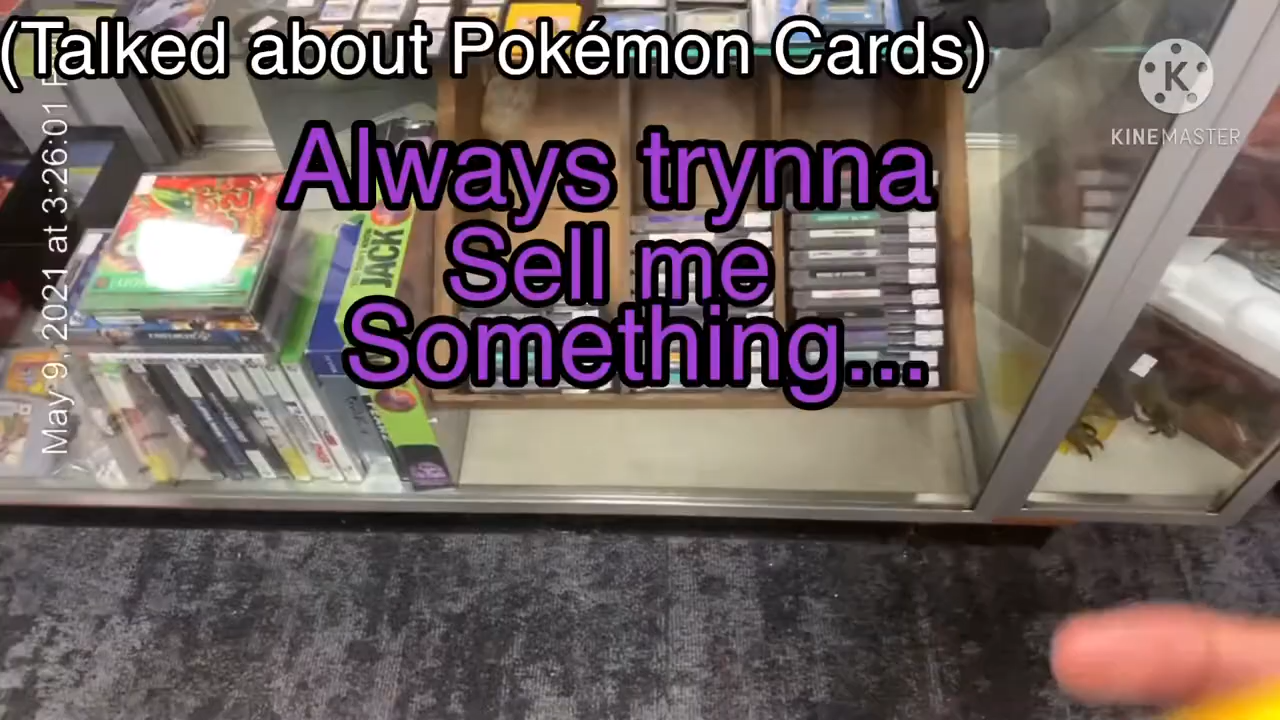 (Talked about Pokémon Cards)
KINEMASTER
Always trynna
Sell me
Something...
May 9, 2021 at 3:26:01
JACK